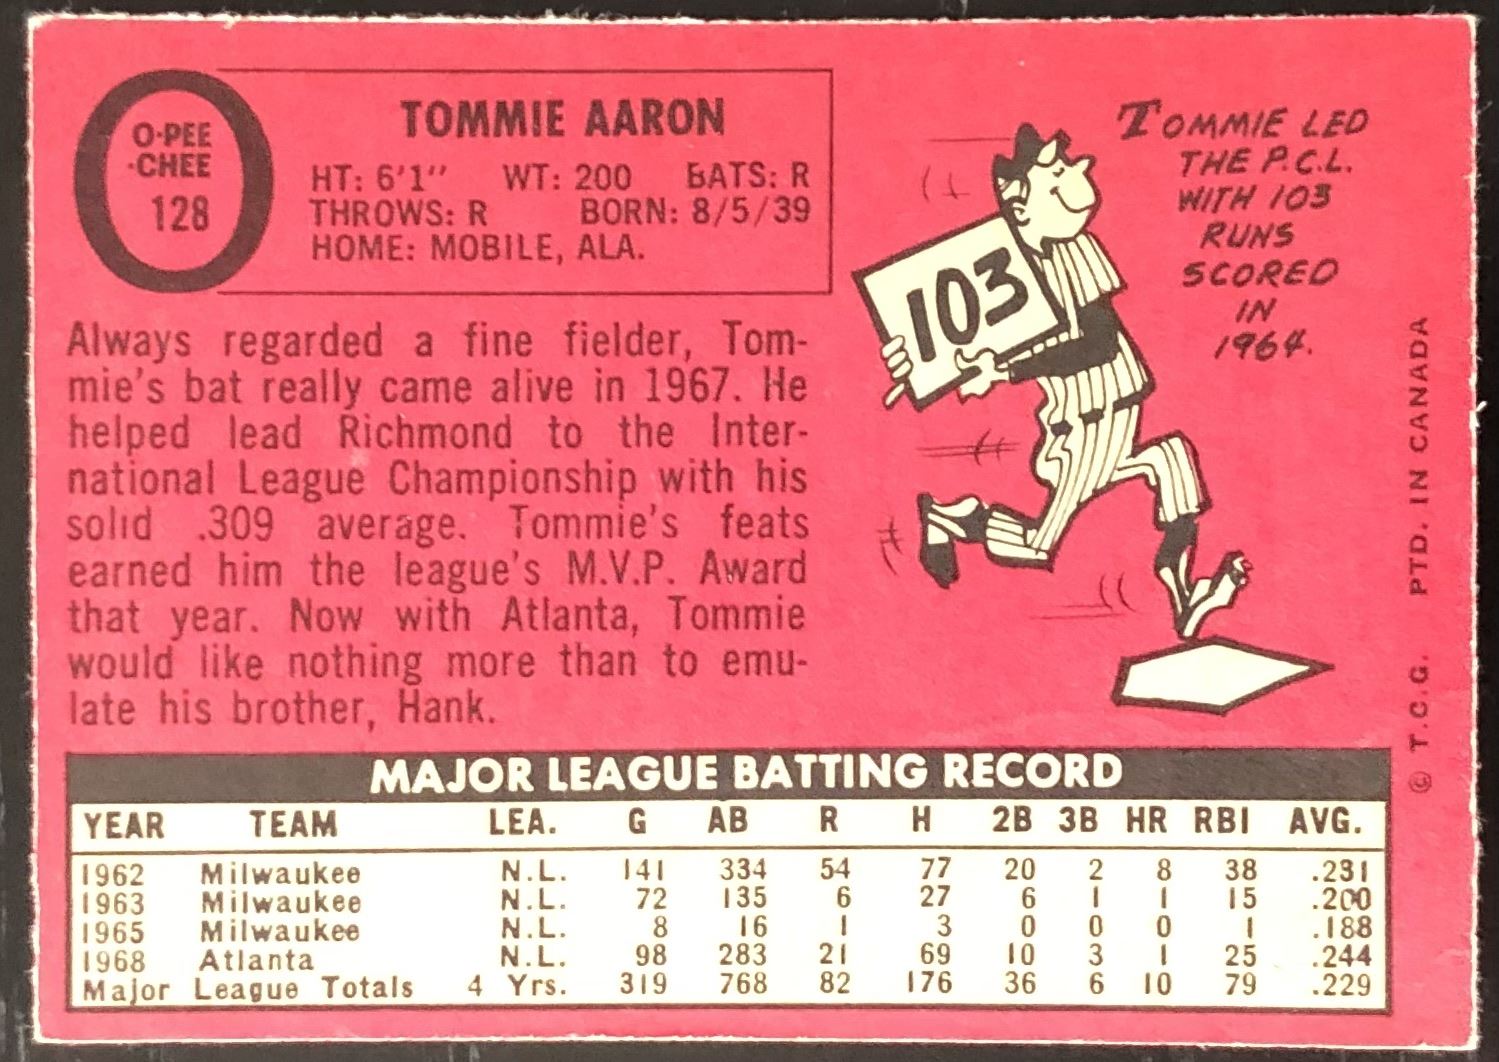 O-PEE
-CHEE
128
TOMMIE AARON
HT: 6'1" WT: 200 BATS: R
THROWS: R BORN: 8/5/39
HOME: MOBILE, ALA.
Always regarded a fine fielder, Tom-
mie's bat really came alive in 1967. He
helped lead Richmond to the Inter-
national League Championship with his
solid .309 average. Tommie's feats
earned him the league's M.V.P. Award
that year. Now with Atlanta, Tommie
would like nothing more than to emu-
late his brother, Hank.
TOMMIE LED
THE P.C.L.
WITH 103
RUNS
SCORED
IN
1964.
103
© T.C.G. PTD. IN CANADA
MAJOR LEAGUE BATTING RECORD
YEAR TEAM LEA. G AB R H 2B 3B HR RBI AVG.
1962 Milwaukee N.L. 141 334 54 77 20 2 8 38 .231
1963 Milwaukee N.L. 72 135 6 27 6 1 1 15 .200
1965 Milwaukee N.L. 8 16 1 3 0 0 0 1 .188
1968 Atlanta N.L. 98 283 21 69 10 3 1 25 .244
Major League Totals 4 Yrs. 319 768 82 176 36 6 10 79 .229